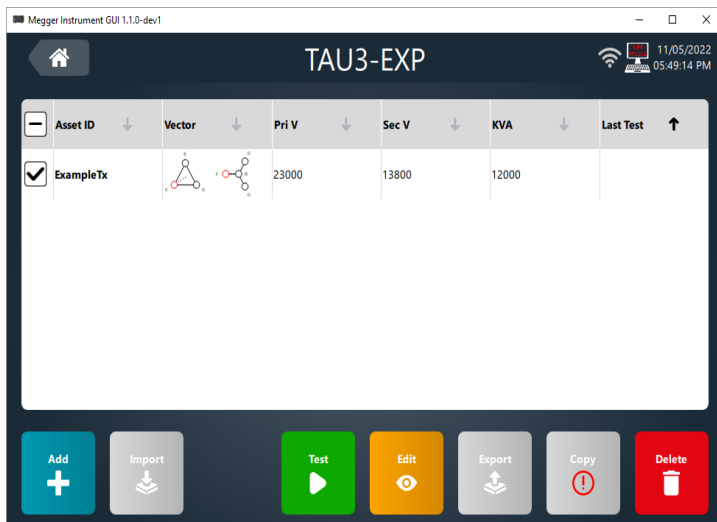 Megger Instrument GUI 1.1.0-dev1
TAU3-EXP
11/05/2022
05:49:14 PM
Asset ID Vector Pri V Sec V KVA Last Test
ExampleTx 23000 13800 12000
Add Import Test Edit Export Copy Delete